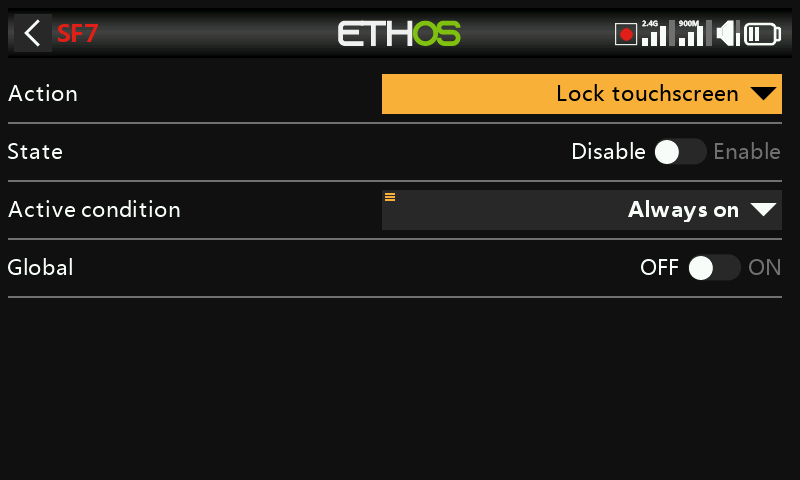 SF7 ETHOS 2.4G 900M
Action Lock touchscreen
State Disable Enable
Active condition Always on
Global OFF ON